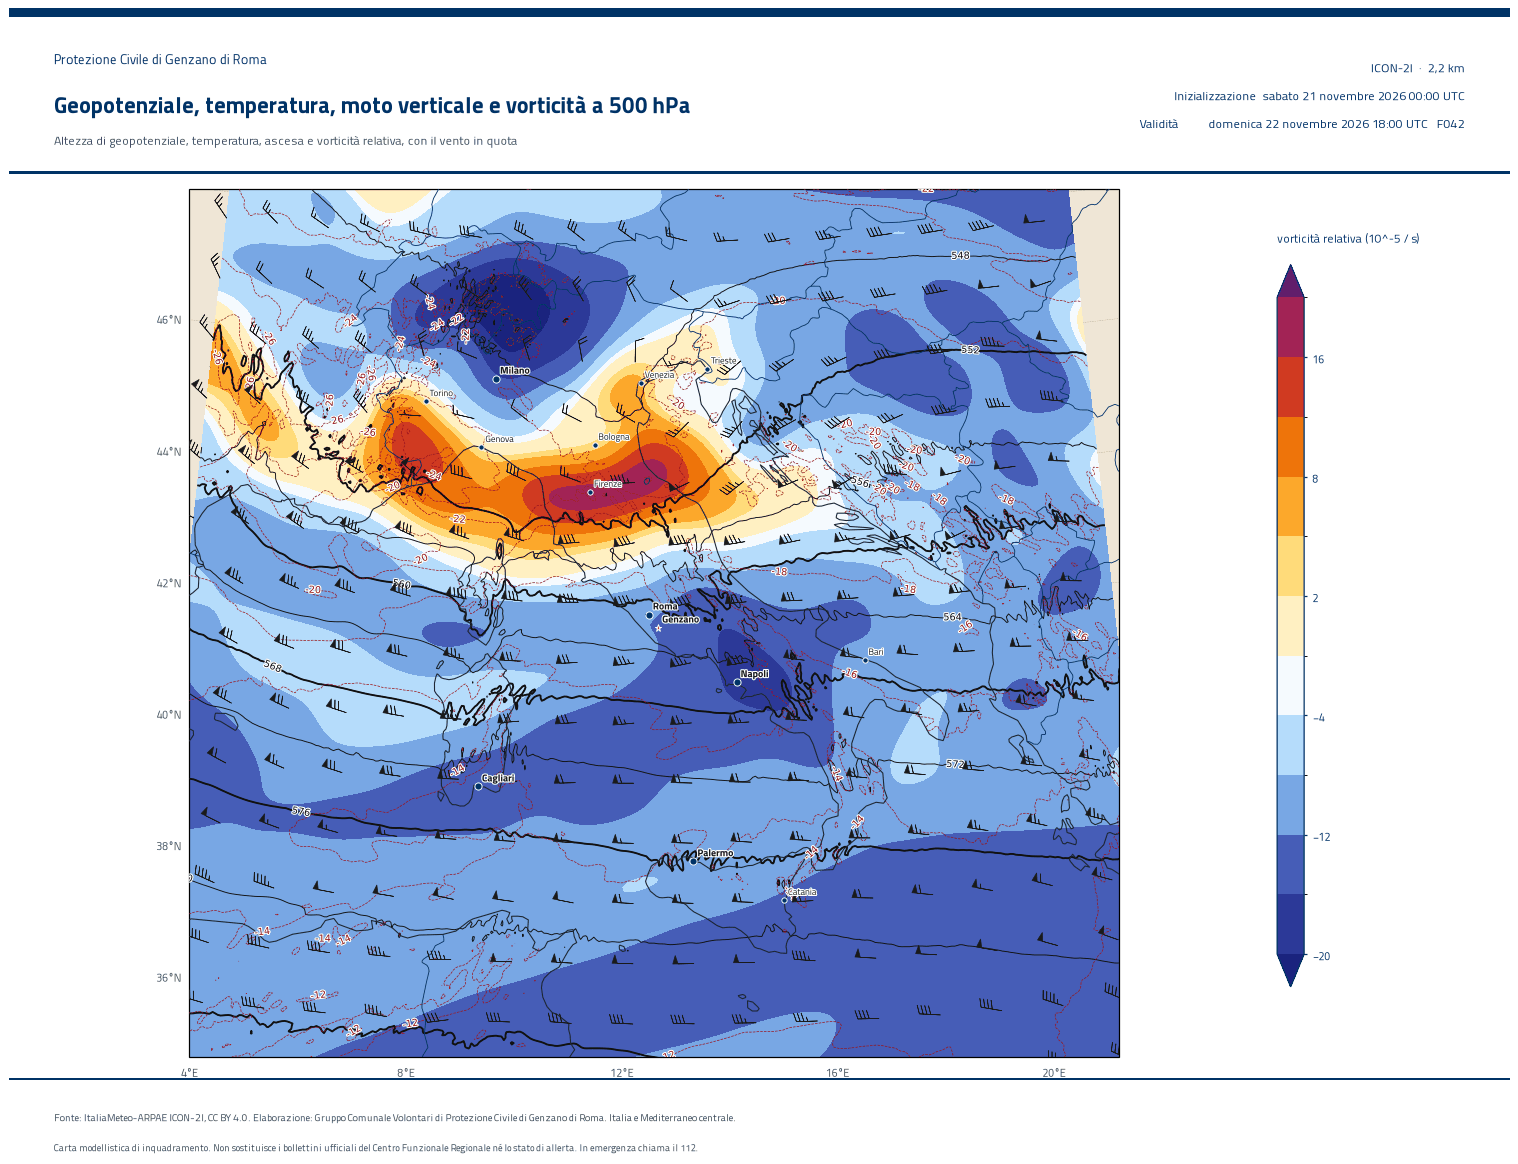 Protezione Civile di Genzano di Roma
Geopotenziale, temperatura, moto verticale e vorticità a 500 hPa
Altezza di geopotenziale, temperatura, ascesa e vorticità relativa, con il vento in quota
ICON-2I · 2,2 km
Inizializzazione sabato 21 novembre 2026 00:00 UTC
Validità domenica 22 novembre 2026 18:00 UTC F042
vorticità relativa (10^-5 / s)
16
8
2
-4
-12
-20
46°N
44°N
42°N
40°N
38°N
36°N
4°E
8°E
12°E
16°E
20°E
548
552
556
560
564
568
572
576
Milano
Torino
Genova
Venezia
Trieste
Bologna
Firenze
Roma
Genzano
Napoli
Bari
Cagliari
Palermo
Catania
Fonte: ItaliaMeteo-ARPAE ICON-2I, CC BY 4.0. Elaborazione: Gruppo Comunale Volontari di Protezione Civile di Genzano di Roma. Italia e Mediterraneo centrale.
Carta modellistica di inquadramento. Non sostituisce i bollettini ufficiali del Centro Funzionale Regionale né lo stato di allerta. In emergenza chiama il 112.